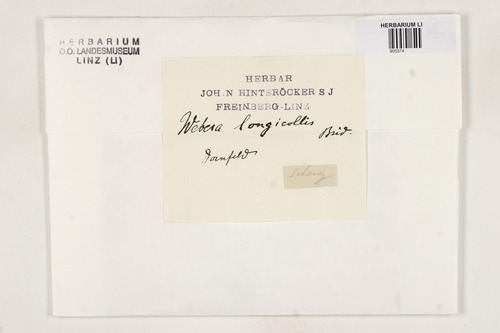 HERBARIUM
O.Ö. LANDESMUSEUM
LINZ (LI)
HERBARIUM LI
HERBAR
JOH.N HINTERÖCKER S J
FREINBERG-LINZ
Webera longicollis Brid.